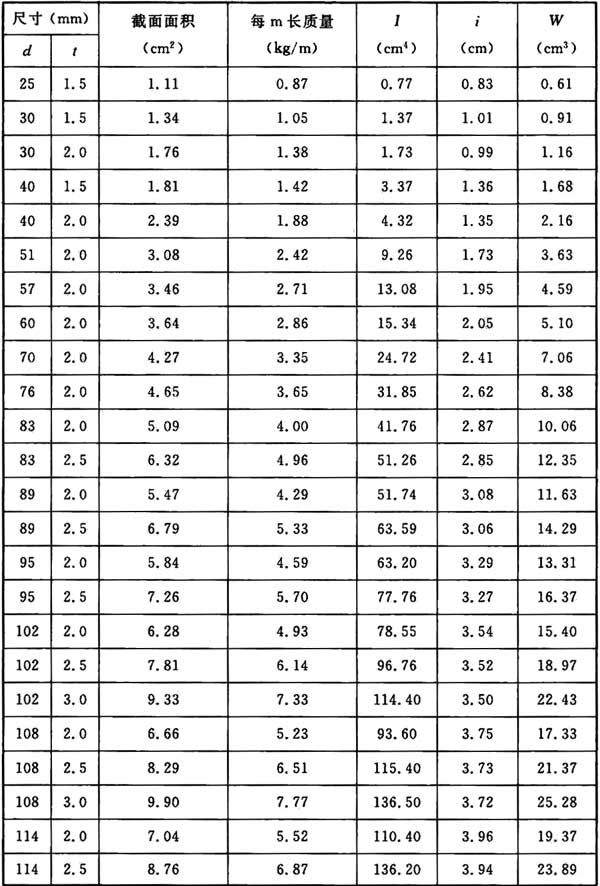 尺寸(mm) 截面面积 每m长质量 I i W
d t (cm²) (kg/m) (cm⁴) (cm) (cm³)
25 1.5 1.11 0.87 0.77 0.83 0.61
30 1.5 1.34 1.05 1.37 1.01 0.91
30 2.0 1.76 1.38 1.73 0.99 1.16
40 1.5 1.81 1.42 3.37 1.36 1.68
40 2.0 2.39 1.88 4.32 1.35 2.16
51 2.0 3.08 2.42 9.26 1.73 3.63
57 2.0 3.46 2.71 13.08 1.95 4.59
60 2.0 3.64 2.86 15.34 2.05 5.10
70 2.0 4.27 3.35 24.72 2.41 7.06
76 2.0 4.65 3.65 31.85 2.62 8.38
83 2.0 5.09 4.00 41.76 2.87 10.06
83 2.5 6.32 4.96 51.26 2.85 12.35
89 2.0 5.47 4.29 51.74 3.08 11.63
89 2.5 6.79 5.33 63.59 3.06 14.29
95 2.0 5.84 4.59 63.20 3.29 13.31
95 2.5 7.26 5.70 77.76 3.27 16.37
102 2.0 6.28 4.93 78.55 3.54 15.40
102 2.5 7.81 6.14 96.76 3.52 18.97
102 3.0 9.33 7.33 114.40 3.50 22.43
108 2.0 6.66 5.23 93.60 3.75 17.33
108 2.5 8.29 6.51 115.40 3.73 21.37
108 3.0 9.90 7.77 136.50 3.72 25.28
114 2.0 7.04 5.52 110.40 3.96 19.37
114 2.5 8.76 6.87 136.20 3.94 23.89